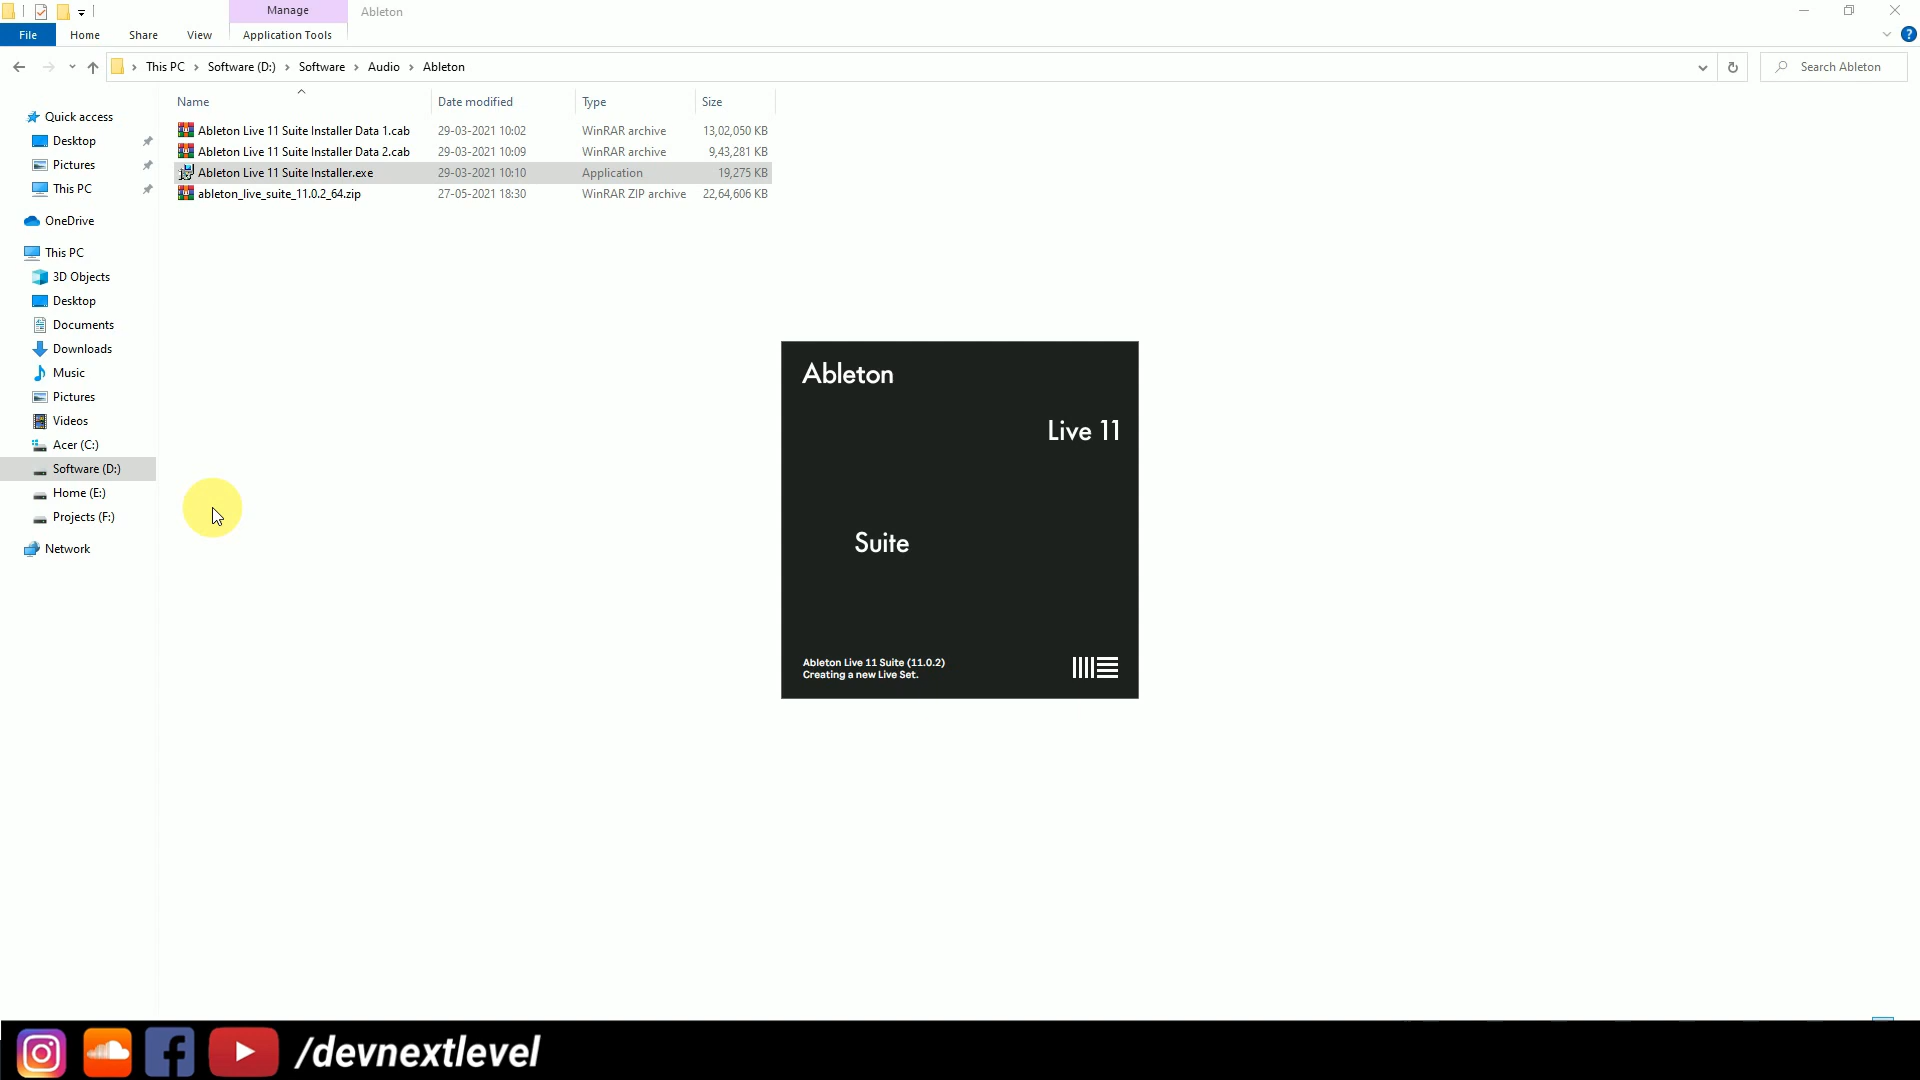 Manage
Ableton
File
Home
Share
View
Application Tools
This PC
Software (D:)
Software
Audio
Ableton
Search Ableton
Name
Date modified
Type
Size
Ableton Live 11 Suite Installer Data 1.cab 29-03-2021 10:02 WinRAR archive 13,02,050 KB
Ableton Live 11 Suite Installer Data 2.cab 29-03-2021 10:09 WinRAR archive 9,43,281 KB
Ableton Live 11 Suite Installer.exe 29-03-2021 10:10 Application 19,275 KB
ableton_live_suite_11.0.2_64.zip 27-05-2021 18:30 WinRAR ZIP archive 22,64,606 KB
Quick access
Desktop
Pictures
This PC
OneDrive
This PC
3D Objects
Desktop
Documents
Downloads
Music
Pictures
Videos
Acer (C:)
Software (D:)
Home (E:)
Projects (F:)
Network
Ableton
Live 11
Suite
Ableton Live 11 Suite (11.0.2)
Creating a new Live Set.
/devnextlevel